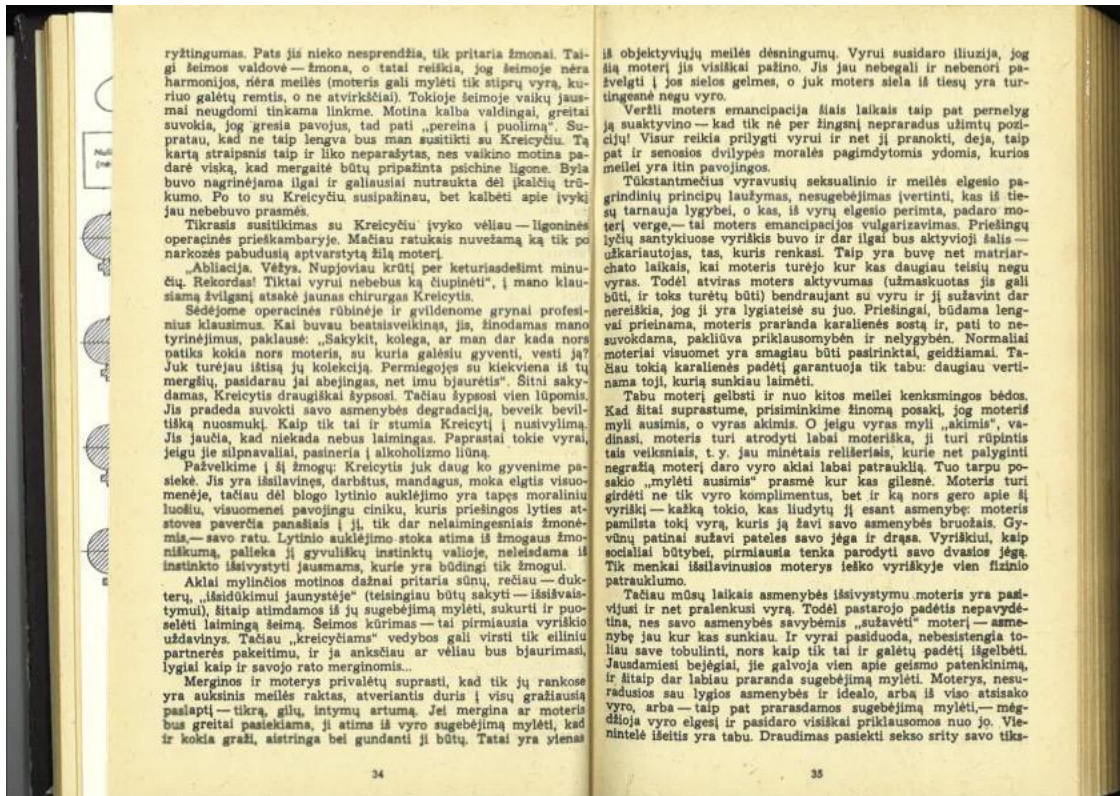 ryžtingumas. Pats jis nieko nesprendžia, tik pritaria žmonai. Tai-
gi šeimos valdovė — žmona, o tatai reiškia, jog šeimoje nėra
harmonijos, nėra meilės (moteris gali mylėti tik stiprų vyrą, ku-
riuo galėtų remtis, o ne atvirkščiai). Tokioje šeimoje vaikų jaus-
mai neugdomi tinkama linkme. Motina kalba valdingai, greitai
suvokia, jog gresia pavojus, tad pati „pereina į puolimą“. Su-
pratau, kad ne taip lengva bus man susitikti su Kreicyčiu. Tą
kartą straipsnis taip ir liko neparašytas, nes vaikino motina pa-
darė viską, kad mergaitė būtų pripažinta psichine ligone. Byla
buvo nagrinėjama ilgai ir galiausiai nutraukta dėl įkalčių trū-
kumo. Po to su Kreicyčiu susipažinau, bet kalbėti apie įvykį
jau nebebuvo prasmės.
Tikrasis susitikimas su Kreicyčiu įvyko vėliau — ligoninės
operacinės prieškambaryje. Mačiau ratukais nuvežamą ką tik po
narkozės pabudusią aptvarstytą žilą moterį.
„Abliacija. Vėžys. Nupjoviau krūtį per keturiasdešimt minu-
čių. Rekordas! Tiktai vyrui nebebus ką čiupinėti“, į mano klau-
siamą žvilgsnį atsakė jaunas chirurgas Kreicytis.
Sėdėjome operacinės rūbinėje ir gvildenome grynai profesi-
nius klausimus. Kai buvau beatsisveikinąs, jis, žinodamas mano
tyrinėjimus, paklausė: „Sakykit, kolega, ar man dar kada nors
patiks kokia nors moteris, su kuria galėsiu gyventi, vesti ją?
Juk turėjau ištisą jų kolekciją. Permiegojęs su kiekviena iš tų
mergšių, pasidarau jai abejingas, net imu bjaurėtis“. Šitai saky-
damas, Kreicytis draugiškai šypsosi. Tačiau šypsosi vien lūpomis.
Jis pradeda suvokti savo asmenybės degradaciją, beveik bevil-
tišką nuosmukį. Kaip tik tai ir stumia Kreicytį į nusivylimą.
Jis jaučia, kad niekada nebus laimingas. Paprastai tokie vyrai,
jeigu jie silpnavaliai, pasineria į alkoholizmo liūną.
Pažvelkime į šį žmogų: Kreicytis juk daug ko gyvenime pa-
siekė. Jis yra išsilavinęs, darbštus, mandagus, moka elgtis visuo-
menėje, tačiau dėl blogo lytinio auklėjimo yra tapęs moraliniu
luošiu, visuomenei pavojingu ciniku, kuris priešingos lyties at-
stoves paverčia panašiais į jį, tik dar nelaimingesniais žmonė-
mis,— savo ratu. Lytinio auklėjimo stoka atima iš žmogaus žmo-
niškumą, palieka jį gyvuliškų instinktų valioje, neleisdama iš
instinkto išsivystyti jausmams, kurie yra būdingi tik žmogui.
Aklai mylinčios motinos dažnai pritaria sūnų, rečiau — duk-
terų, „išsidūkimui jaunystėje“ (teisingiau būtų sakyti — išsišvais-
tymui), šitaip atimdamos iš jų sugebėjimą mylėti, sukurti ir puo-
selėti laimingą šeimą. Šeimos kūrimas — tai pirmiausia vyriškio
uždavinys. Tačiau „kreicyčiams“ vedybos gali virsti tik eiliniu
partnerės pakeitimu, ir ja anksčiau ar vėliau bus bjaurimasi,
lygiai kaip ir savojo rato merginomis...
Merginos ir moterys privalėtų suprasti, kad tik jų rankose
yra auksinis meilės raktas, atveriantis duris į visų gražiausią
paslaptį — tikrą, gilų, intymų artumą. Jei mergina ar moteris
bus greitai pasiekiama, ji atims iš vyro sugebėjimą mylėti, kad
ir kokia graži, aistringa bei gundanti ji būtų. Tatai yra vienas
34
iš objektyviųjų meilės dėsningumų. Vyrui susidaro iliuzija, jog
šią moterį jis visiškai pažino. Jis jau nebegali ir nebenori pa-
žvelgti į jos sielos gelmes, o juk moters siela iš tiesų yra tur-
tingesnė negu vyro.
Veržli moters emancipacija šiais laikais taip pat pernelyg
ją suaktyvino — kad tik nė per žingsnį nepraradus užimtų pozi-
cijų! Visur reikia prilygti vyrui ir net jį pranokti, deja, taip
pat ir senosios dvilypės moralės pagimdytomis ydomis, kurios
meilei yra itin pavojingos.
Tūkstantmečius vyravusių seksualinio ir meilės elgesio pa-
grindinių principų laužymas, nesugebėjimas įvertinti, kas iš tie-
sų tarnauja lygybei, o kas, iš vyrų elgesio perimta, padaro mo-
terį verge,— tai moters emancipacijos vulgarizavimas. Priešingų
lyčių santykiuose vyriškis buvo ir dar ilgai bus aktyvioji šalis —
užkariautojas, tas, kuris renkasi. Taip yra buvę net matriar-
chato laikais, kai moteris turėjo kur kas daugiau teisių negu
vyras. Todėl atviras moters aktyvumas (užmaskuotas jis gali
būti, ir toks turėtų būti) bendraujant su vyru ir jį sužavint dar
nereiškia, jog ji yra lygiateisė su juo. Priešingai, būdama leng-
vai prieinama, moteris praranda karalienės sostą ir, pati to ne-
suvokdama, pakliūva priklausomybėn ir nelygybėn. Normaliai
moteriai visuomet yra smagiau būti pasirinktai, geidžiamai. Ta-
čiau tokią karalienės padėtį garantuoja tik tabu: daugiau verti-
nama toji, kurią sunkiau laimėti.
Tabu moterį gelbsti ir nuo kitos meilei kenksmingos bėdos.
Kad šitai suprastume, prisiminkime žinomą posakį, jog moteris
myli ausimis, o vyras akimis. O jeigu vyras myli „akimis“, va-
dinasi, moteris turi atrodyti labai moteriška, ji turi rūpintis
tais veiksniais, t. y. jau minėtais reliseriais, kurie net palyginti
negražią moterį daro vyro akiai labai patrauklią. Tuo tarpu po-
sakio „mylėti ausimis“ prasmė kur kas gilesnė. Moteris turi
girdėti ne tik vyro komplimentus, bet ir ką nors gero apie šį
vyriškį — kažką tokio, kas liudytų jį esant asmenybę: moteris
pamilsta tokį vyrą, kuris ją žavi savo asmenybės bruožais. Gy-
vūnų patinai sužavi pateles savo jėga ir drąsa. Vyriškiui, kaip
socialiai būtybei, pirmiausia tenka parodyti savo dvasios jėgą.
Tik menkai išsilavinusios moterys ieško vyriškyje vien fizinio
patrauklumo.
Tačiau mūsų laikais asmenybės išsivystymu moteris yra pasi-
vijusi ir net pralenkusi vyrą. Todėl pastarojo padėtis nepavydė-
tina, nes savo asmenybės savybėmis „sužavėti“ moterį — asme-
nybę jau kur kas sunkiau. Ir vyrai pasiduoda, nebesistengia to-
liau save tobulinti, nors kaip tik tai ir galėtų padėtį išgelbėti.
Jausdamiesi bejėgiai, jie galvoja vien apie geismo patenkinimą,
ir šitaip dar labiau praranda sugebėjimą mylėti. Moterys, nesu-
radusios sau lygios asmenybės ir idealo, arba iš viso atsisako
vyro, arba — taip pat prarasdamos sugebėjimą mylėti,— mėg-
džioja vyro elgesį ir pasidaro visiškai priklausomos nuo jo. Vie-
nintelė išeitis yra tabu. Draudimas pasiekti sekso srity savo tiks-
35